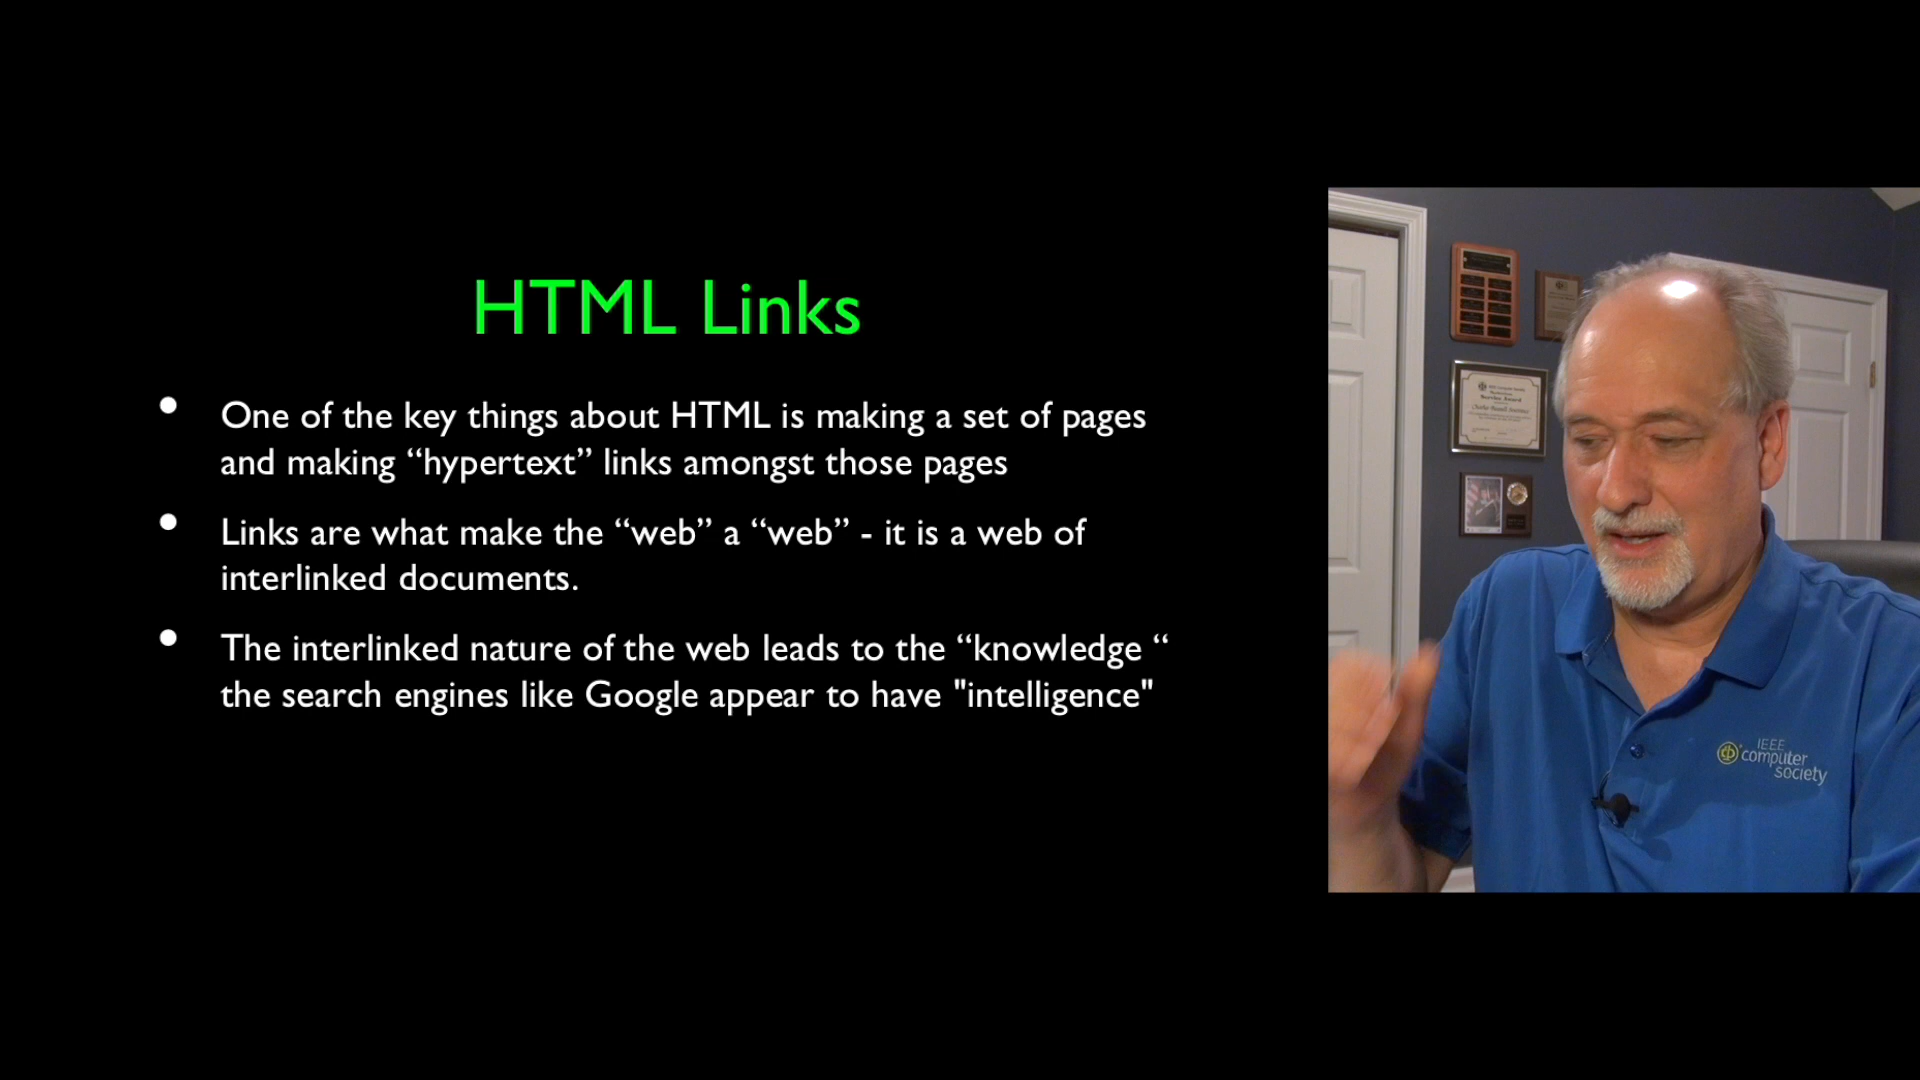 HTML Links
• One of the key things about HTML is making a set of pages
and making “hypertext” links amongst those pages
• Links are what make the “web” a “web” - it is a web of
interlinked documents.
• The interlinked nature of the web leads to the “knowledge “
the search engines like Google appear to have "intelligence"
Service Award
IEEE
computer
society